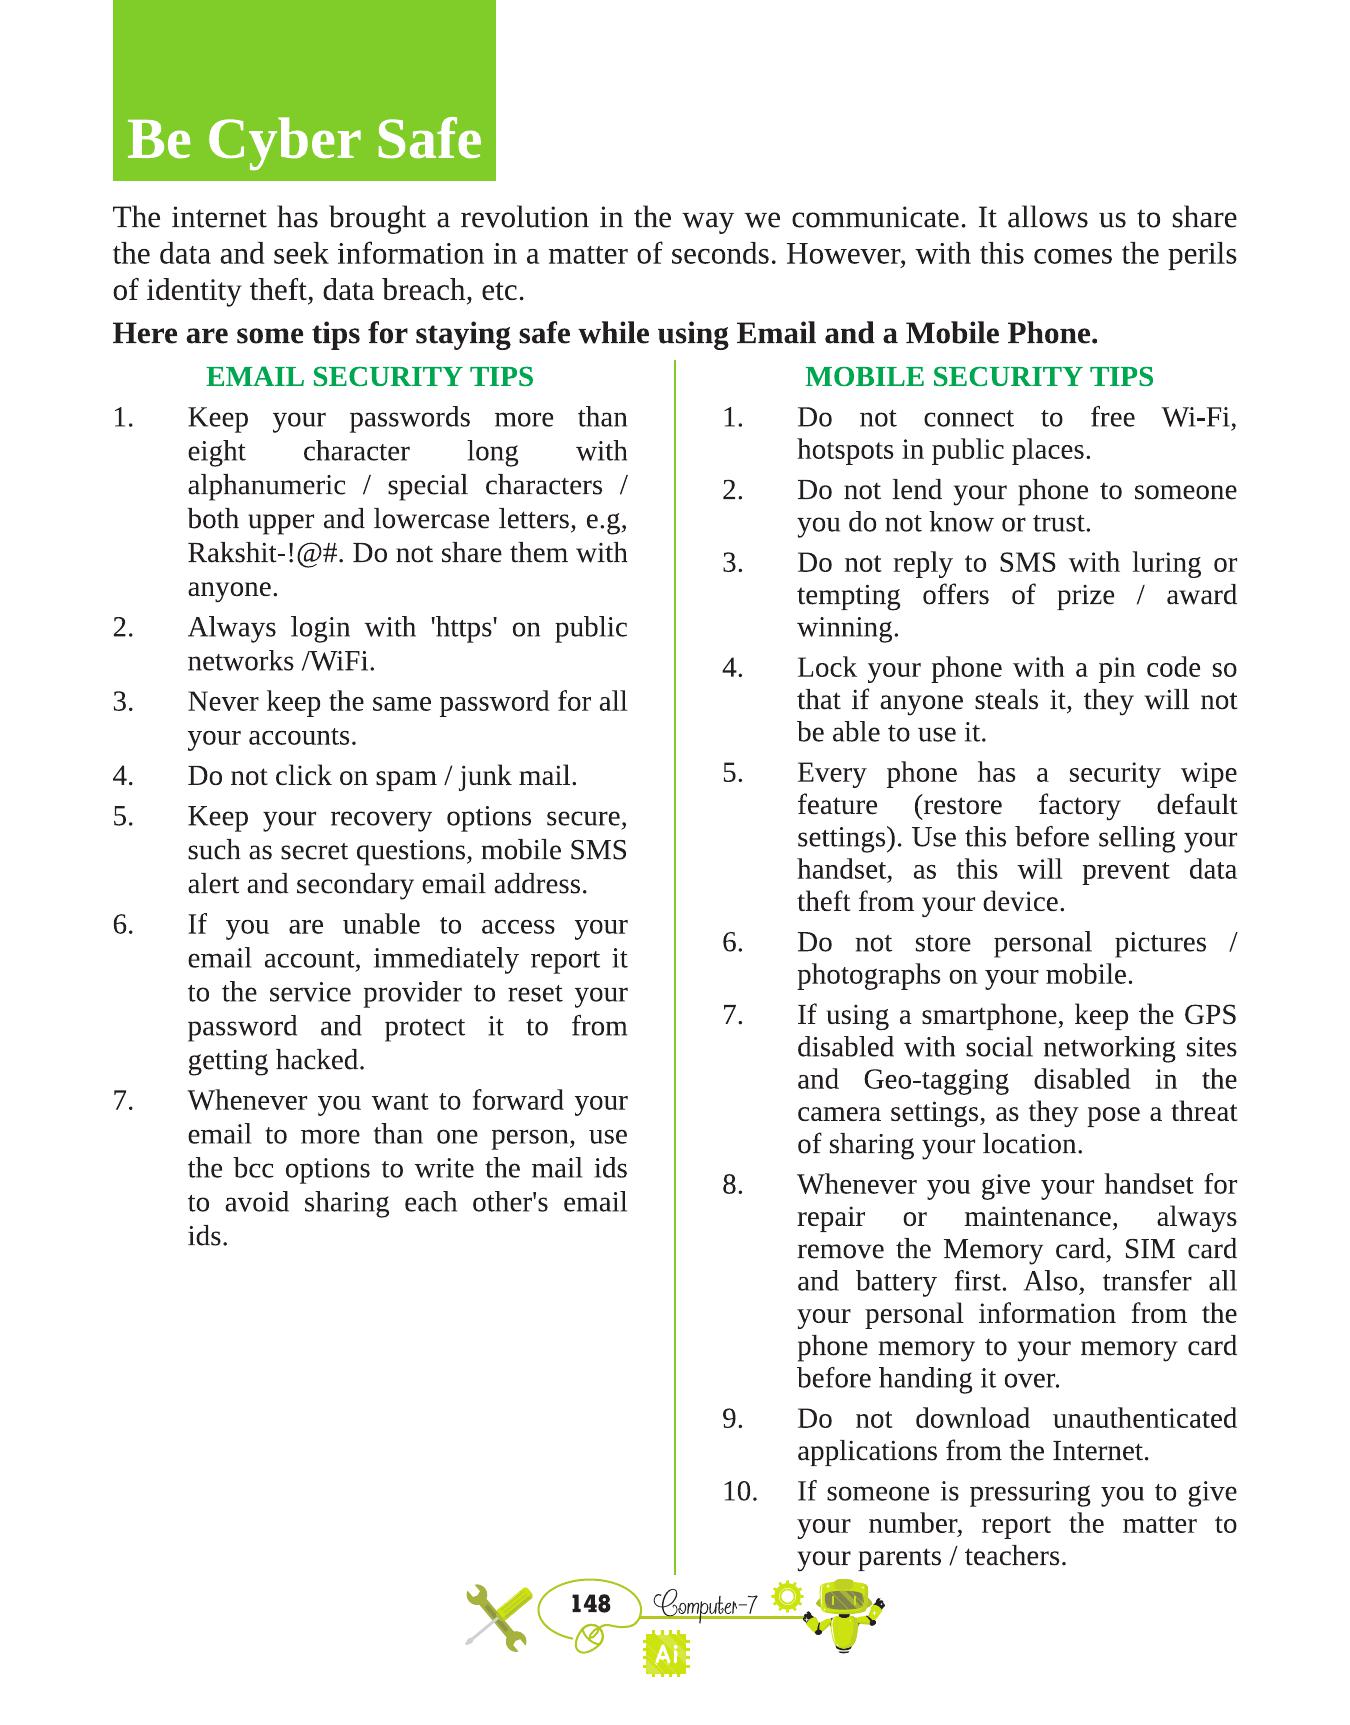 Be Cyber Safe
The internet has brought a revolution in the way we communicate. It allows us to share
the data and seek information in a matter of seconds. However, with this comes the perils
of identity theft, data breach, etc.
Here are some tips for staying safe while using Email and a Mobile Phone.
EMAIL SECURITY TIPS
1. Keep your passwords more than
eight character long with
alphanumeric / special characters /
both upper and lowercase letters, e.g,
Rakshit-!@#. Do not share them with
anyone.
2. Always login with 'https' on public
networks /WiFi.
3. Never keep the same password for all
your accounts.
4. Do not click on spam / junk mail.
5. Keep your recovery options secure,
such as secret questions, mobile SMS
alert and secondary email address.
6. If you are unable to access your
email account, immediately report it
to the service provider to reset your
password and protect it to from
getting hacked.
7. Whenever you want to forward your
email to more than one person, use
the bcc options to write the mail ids
to avoid sharing each other's email
ids.
MOBILE SECURITY TIPS
1. Do not connect to free Wi-Fi,
hotspots in public places.
2. Do not lend your phone to someone
you do not know or trust.
3. Do not reply to SMS with luring or
tempting offers of prize / award
winning.
4. Lock your phone with a pin code so
that if anyone steals it, they will not
be able to use it.
5. Every phone has a security wipe
feature (restore factory default
settings). Use this before selling your
handset, as this will prevent data
theft from your device.
6. Do not store personal pictures /
photographs on your mobile.
7. If using a smartphone, keep the GPS
disabled with social networking sites
and Geo-tagging disabled in the
camera settings, as they pose a threat
of sharing your location.
8. Whenever you give your handset for
repair or maintenance, always
remove the Memory card, SIM card
and battery first. Also, transfer all
your personal information from the
phone memory to your memory card
before handing it over.
9. Do not download unauthenticated
applications from the Internet.
10. If someone is pressuring you to give
your number, report the matter to
your parents / teachers.
148
Computer-7
Ai